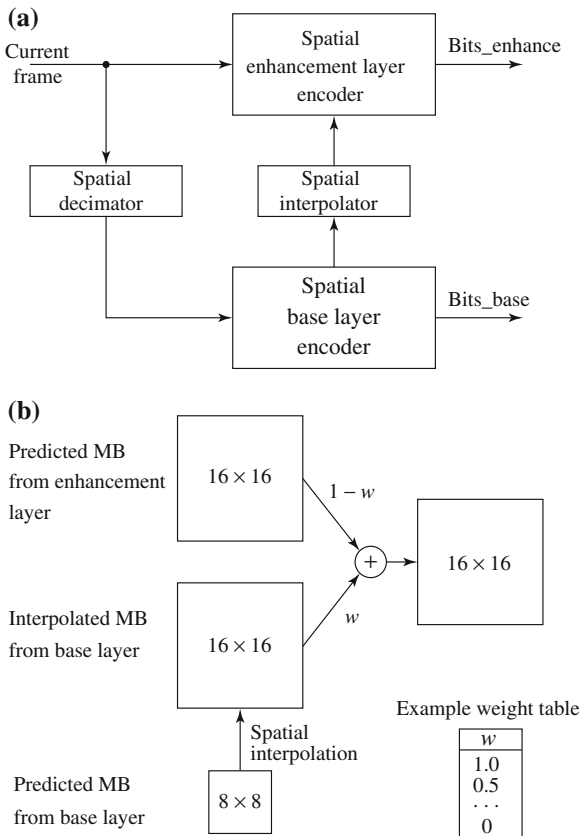 (a)
Current
frame
Spatial
enhancement layer
encoder
Bits_enhance
Spatial
decimator
Spatial
interpolator
Spatial
base layer
encoder
Bits_base
(b)
Predicted MB
from enhancement
layer
16 × 16
1 − w
+
16 × 16
Interpolated MB
from base layer
16 × 16
w
Spatial
interpolation
Predicted MB
from base layer
8 × 8
Example weight table
w
1.0
0.5
· · ·
0